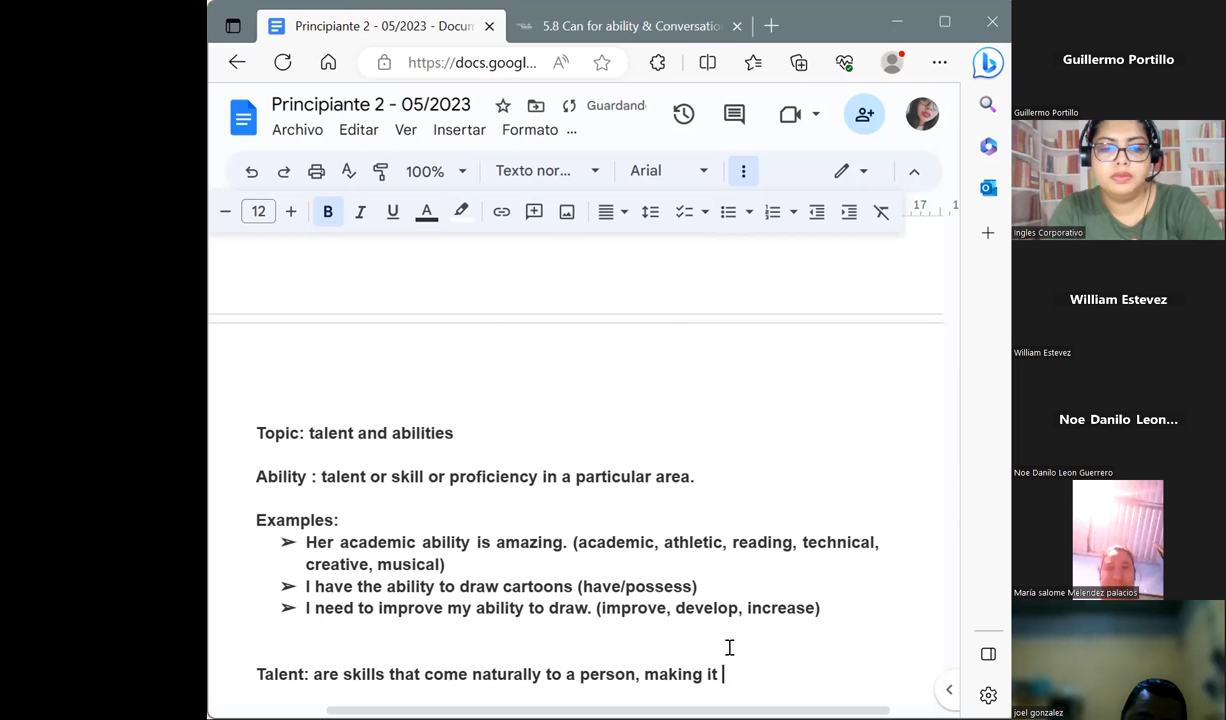 Principiante 2 - 05/2023 - Docum
5.8 Can for ability & Conversatio
https://docs.googl...
Principiante 2 - 05/2023
Guardand
Archivo Editar Ver Insertar Formato ...
100% Texto nor... Arial
12
17 1
Topic: talent and abilities
Ability : talent or skill or proficiency in a particular area.
Examples:
➢ Her academic ability is amazing. (academic, athletic, reading, technical,
creative, musical)
➢ I have the ability to draw cartoons (have/possess)
➢ I need to improve my ability to draw. (improve, develop, increase)
Talent: are skills that come naturally to a person, making it
Guillermo Portillo
Guillermo Portillo
Ingles Corporativo
William Estevez
William Estevez
Noe Danilo Leon...
Noe Danilo Leon Guerrero
María salome Melendez palacios
joel gonzalez